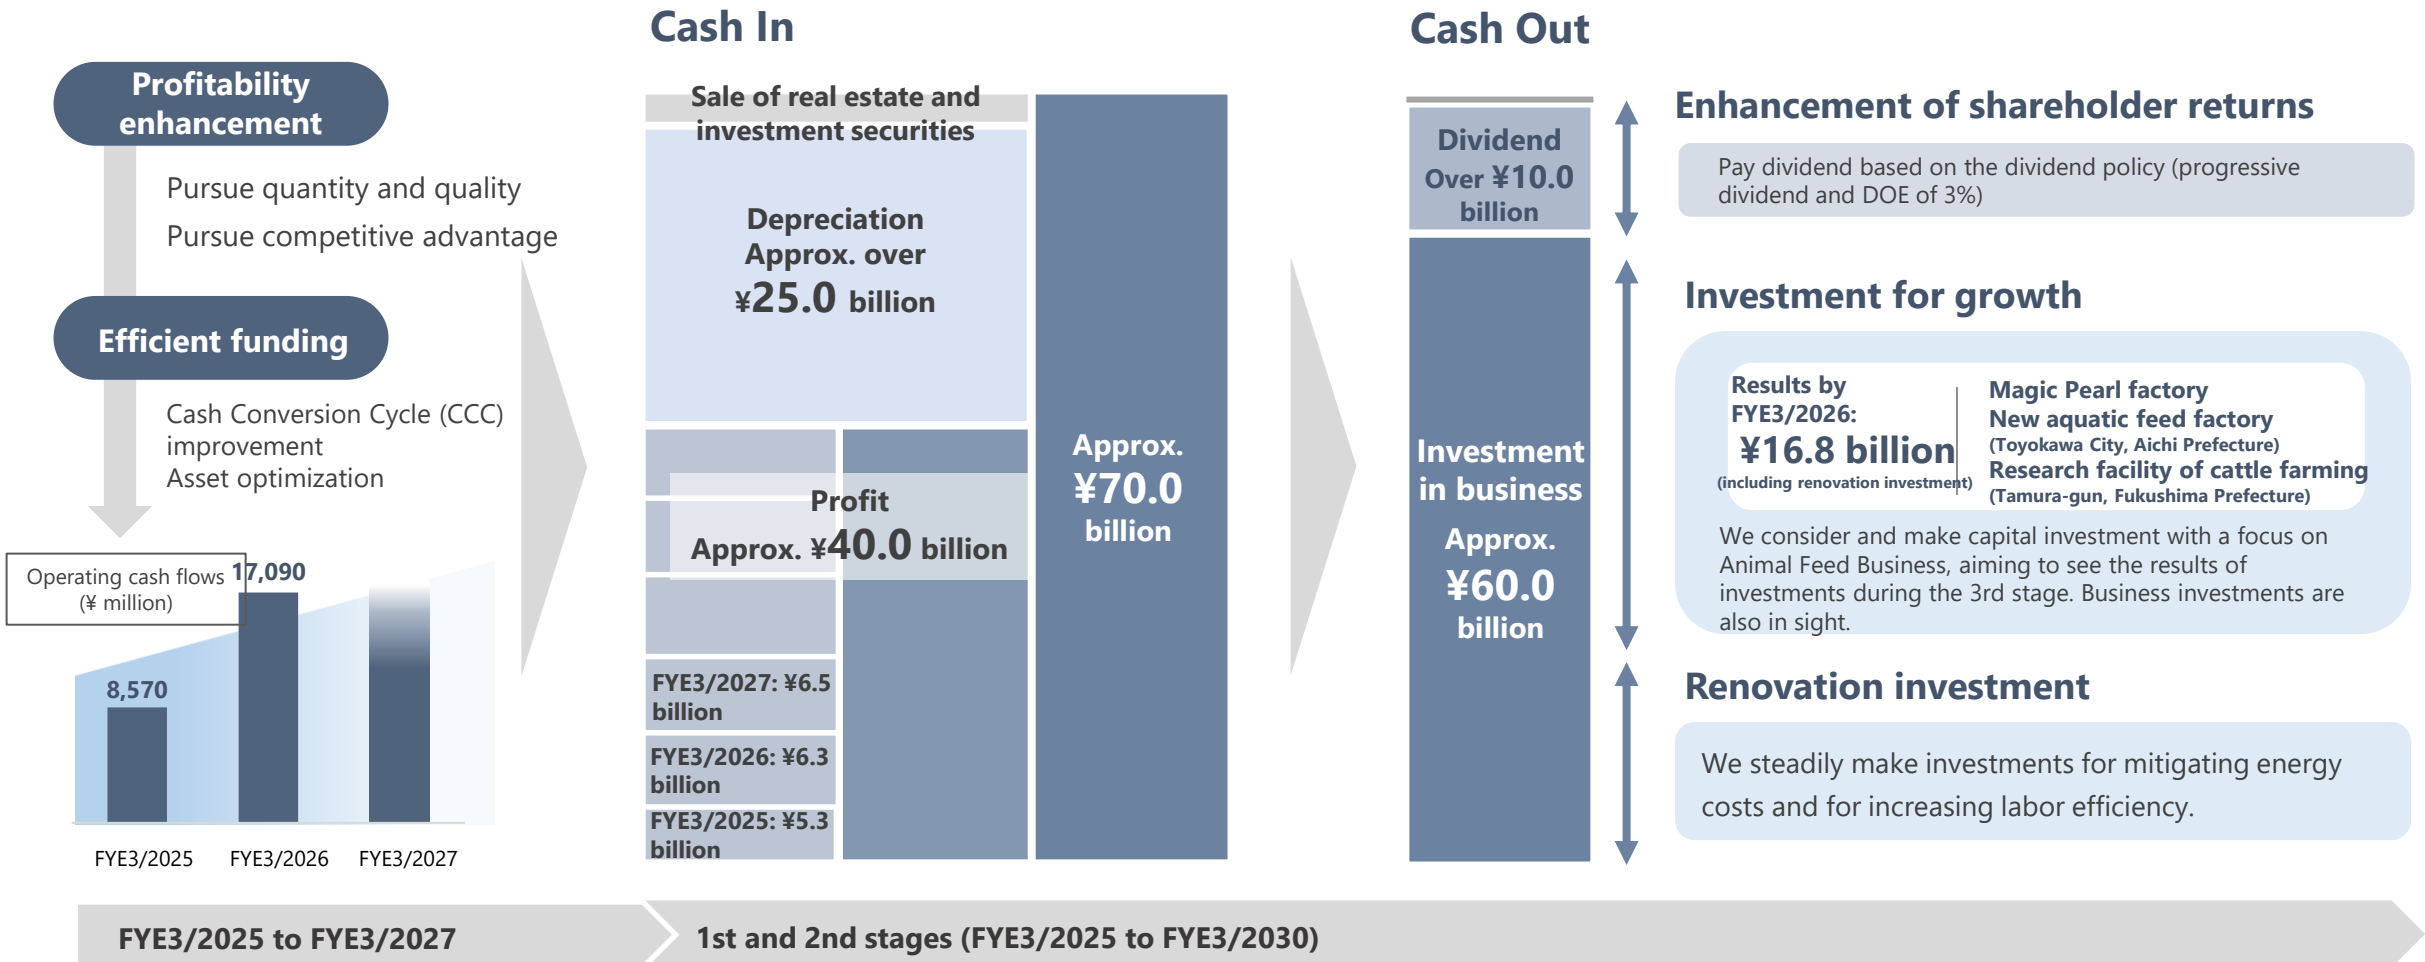 Cash In
Cash Out
Profitability
enhancement
Pursue quantity and quality
Pursue competitive advantage
Efficient funding
Cash Conversion Cycle (CCC)
improvement
Asset optimization
Operating cash flows
(¥ million)
17,090
8,570
FYE3/2025
FYE3/2026
FYE3/2027
Sale of real estate and
investment securities
Depreciation
Approx. over
¥25.0 billion
Profit
Approx. ¥40.0 billion
FYE3/2027: ¥6.5
billion
FYE3/2026: ¥6.3
billion
FYE3/2025: ¥5.3
billion
Approx.
¥70.0
billion
Dividend
Over ¥10.0
billion
Investment
in business
Approx.
¥60.0
billion
Enhancement of shareholder returns
Pay dividend based on the dividend policy (progressive
dividend and DOE of 3%)
Investment for growth
Results by
FYE3/2026:
¥16.8 billion
(including renovation investment)
Magic Pearl factory
New aquatic feed factory
(Toyokawa City, Aichi Prefecture)
Research facility of cattle farming
(Tamura-gun, Fukushima Prefecture)
We consider and make capital investment with a focus on
Animal Feed Business, aiming to see the results of
investments during the 3rd stage. Business investments are
also in sight.
Renovation investment
We steadily make investments for mitigating energy
costs and for increasing labor efficiency.
FYE3/2025 to FYE3/2027
1st and 2nd stages (FYE3/2025 to FYE3/2030)